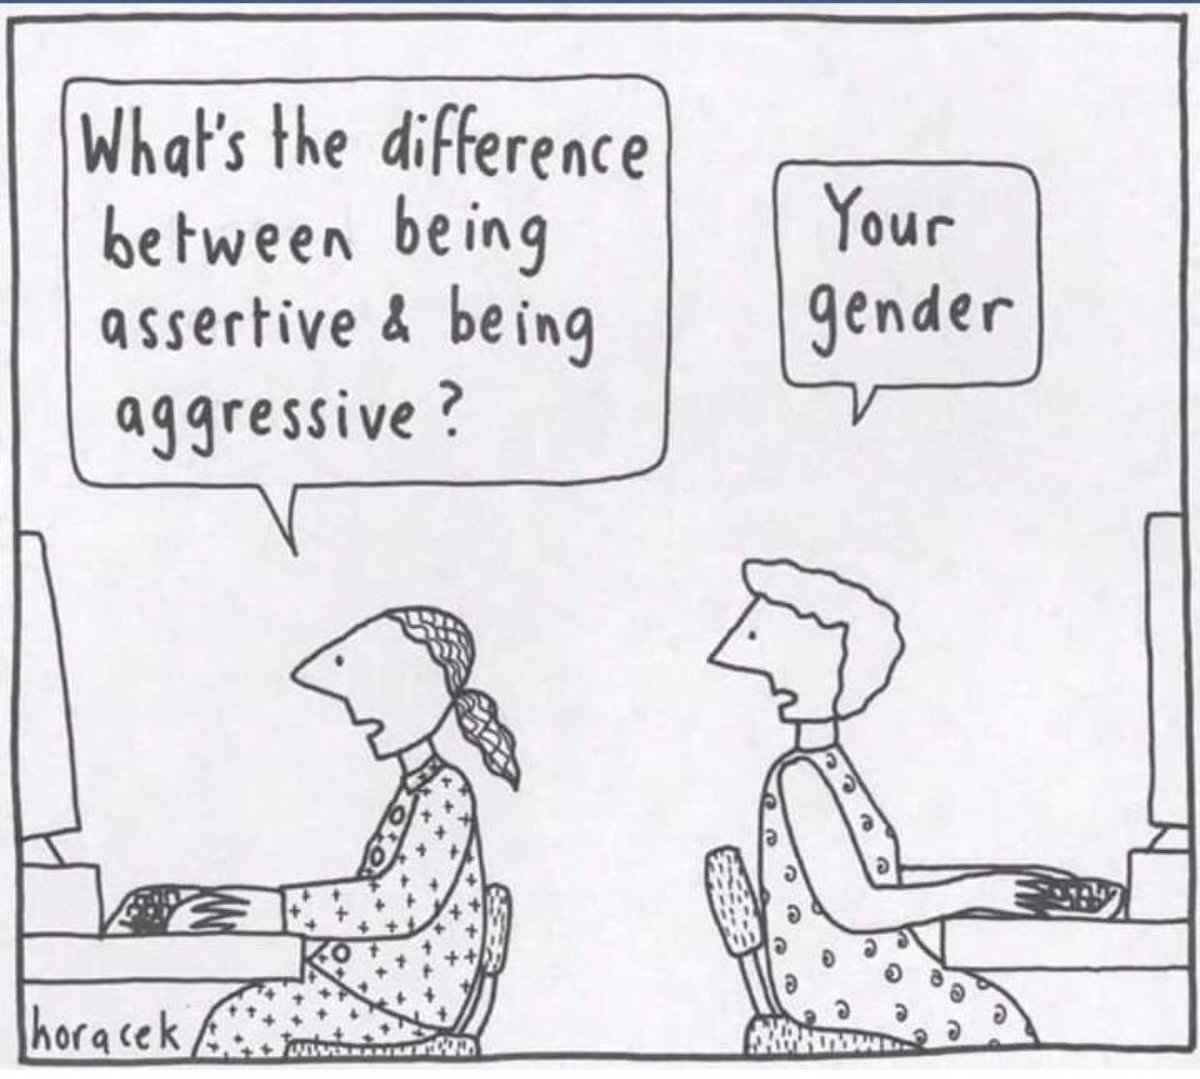 What's the difference
between being
assertive & being
aggressive?
Your
gender
horacek